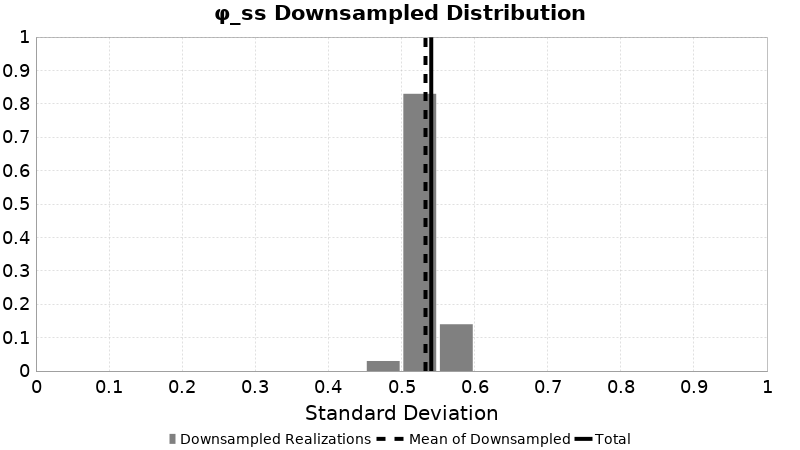 φ_ss Downsampled Distribution
1
0.9
0.8
0.7
0.6
0.5
0.4
0.3
0.2
0.1
0
0 0.1 0.2 0.3 0.4 0.5 0.6 0.7 0.8 0.9 1
Standard Deviation
Downsampled Realizations Mean of Downsampled Total